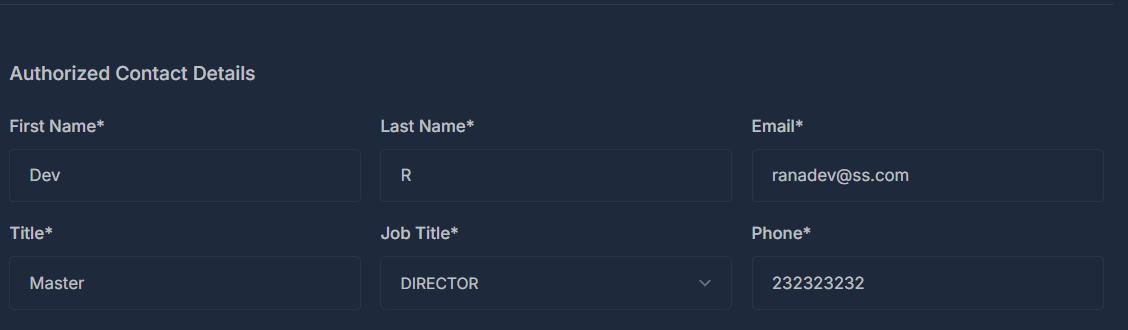 Authorized Contact Details
First Name* Last Name* Email*
Dev R ranadev@ss.com
Title* Job Title* Phone*
Master DIRECTOR 232323232